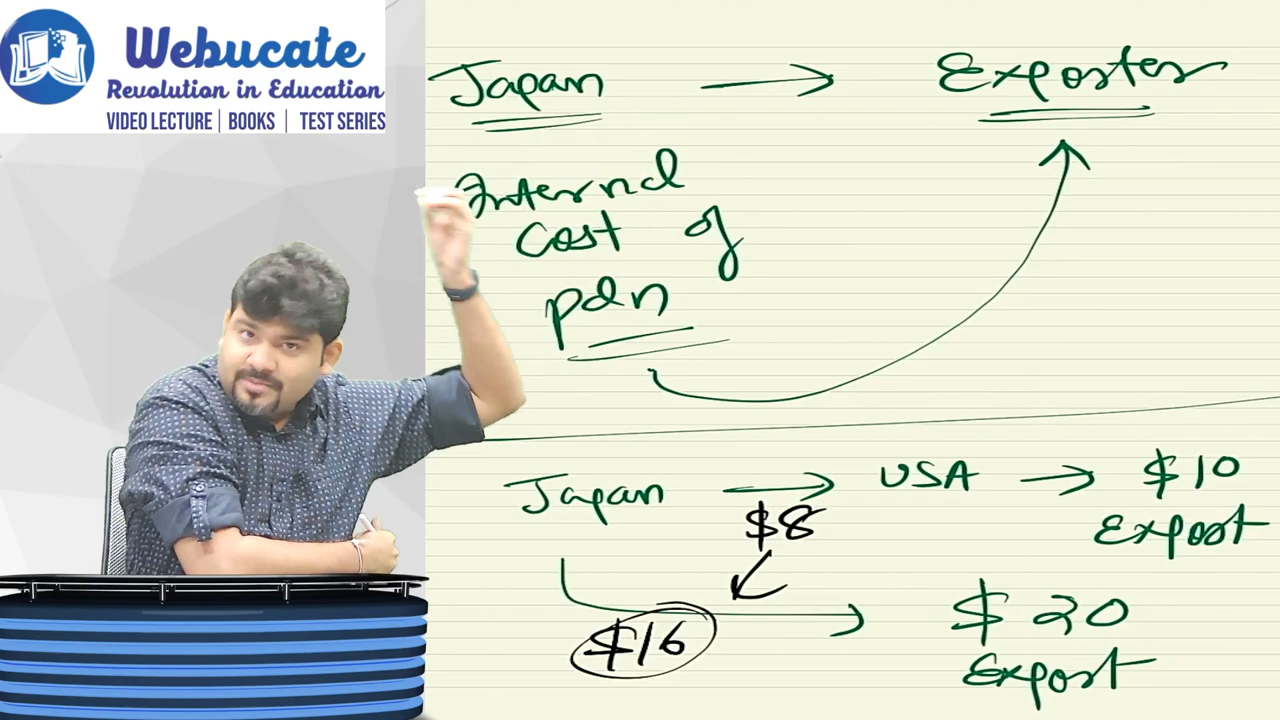 Webucate
Revolution in Education
VIDEO LECTURE | BOOKS | TEST SERIES
Japan → Exporter
Internal
cost of
pdn
Japan → USA → $10
$8
Export
$16
$20
Export